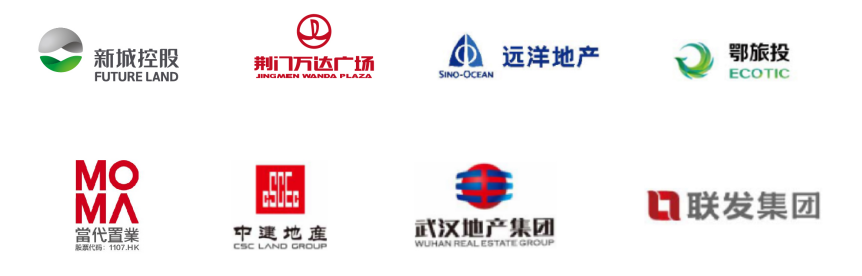 新城控股
FUTURE LAND
荆门万达广场
JINGMEN WANDA PLAZA
SINO-OCEAN
远洋地产
鄂旅投
ECOTIC
MO
MΛ
當代置業
股票代码：1107.HK
CSCEC
中建地產
CSC LAND GROUP
武汉地产集团
WUHAN REAL ESTATE GROUP
联发集团